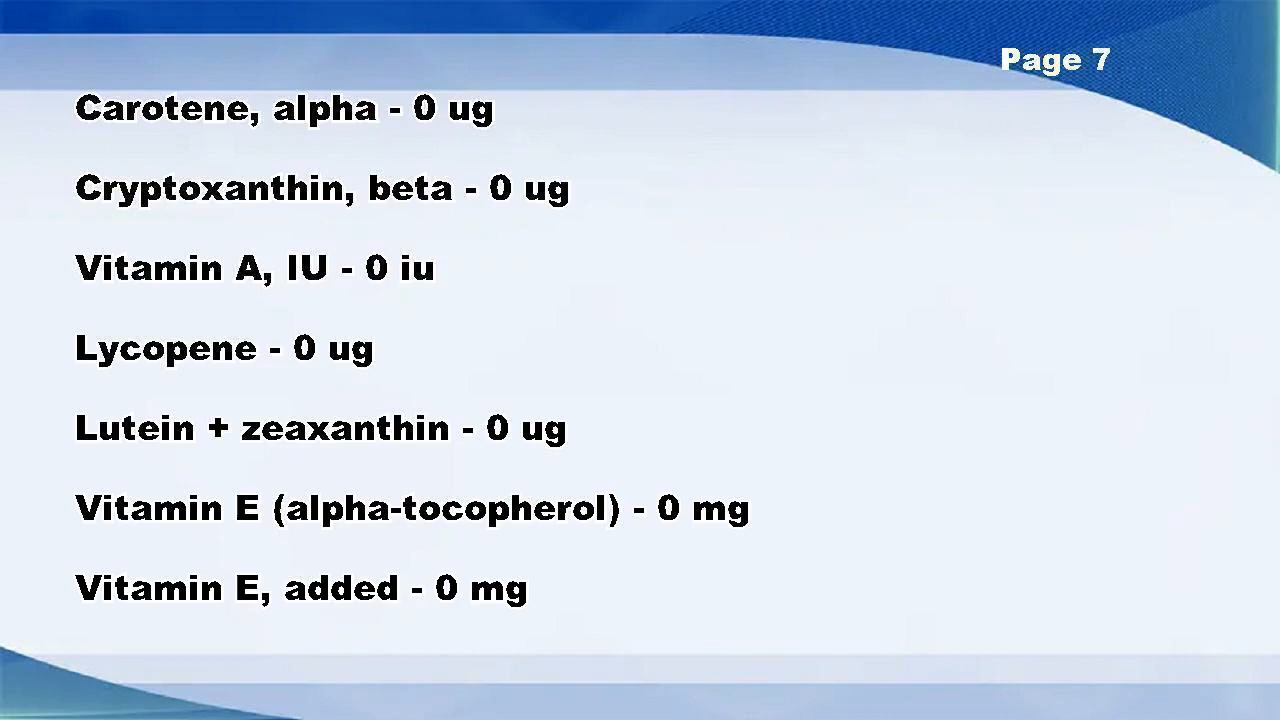 Page 7
Carotene, alpha - 0 ug
Cryptoxanthin, beta - 0 ug
Vitamin A, IU - 0 iu
Lycopene - 0 ug
Lutein + zeaxanthin - 0 ug
Vitamin E (alpha-tocopherol) - 0 mg
Vitamin E, added - 0 mg